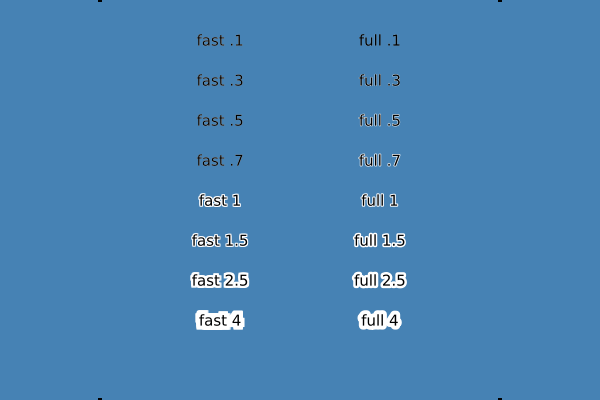 fast .1 full .1
fast .3 full .3
fast .5 full .5
fast .7 full .7
fast 1 full 1
fast 1.5 full 1.5
fast 2.5 full 2.5
fast 4 full 4